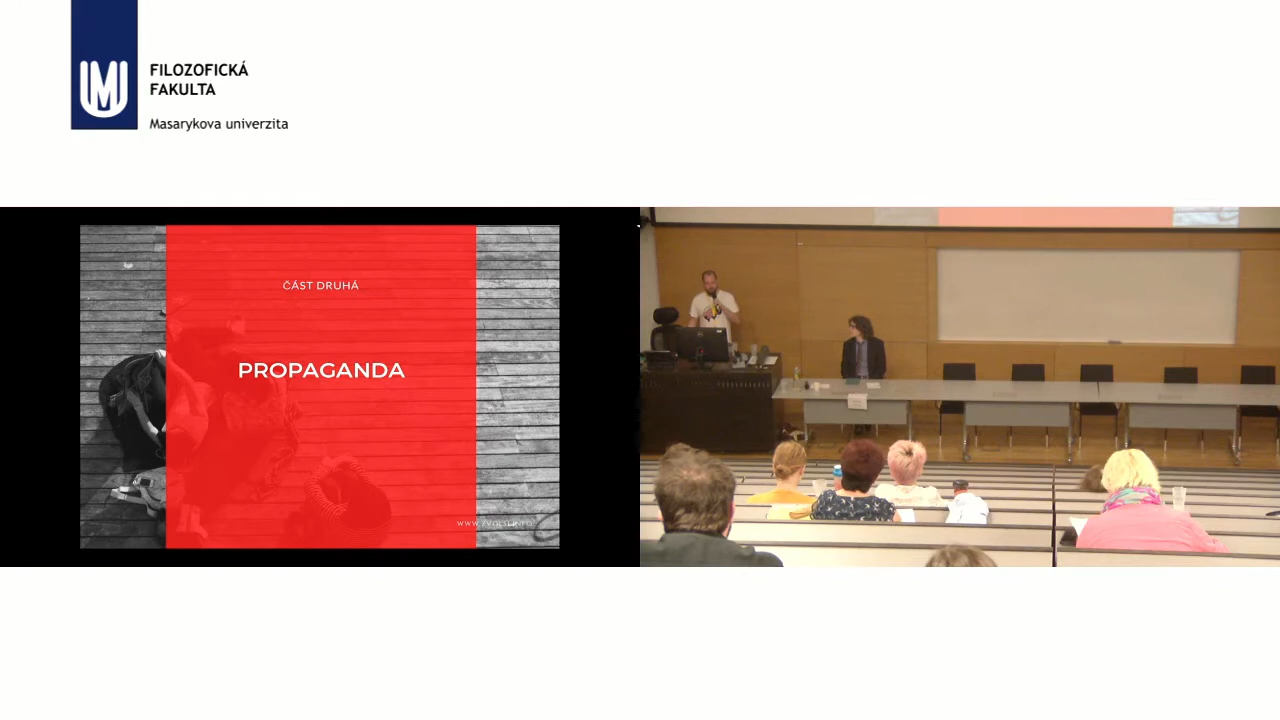 FILOZOFICKÁ
FAKULTA
Masarykova univerzita
ČÁST DRUHÁ
PROPAGANDA
WWW.ZVOLSI.INFO